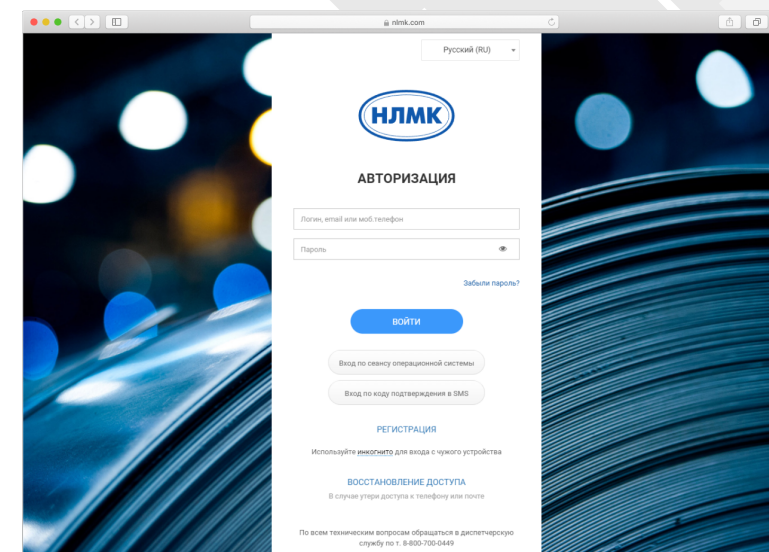 nlmk.com
Русский (RU)
НЛМК
АВТОРИЗАЦИЯ
Логин, email или моб.телефон
Пароль
Забыли пароль?
ВОЙТИ
Вход по сеансу операционной системы
Вход по коду подтверждения в SMS
РЕГИСТРАЦИЯ
Используйте инкогнито для входа с чужого устройства
ВОССТАНОВЛЕНИЕ ДОСТУПА
В случае утери доступа к телефону или почте
По всем техническим вопросам обращаться в диспетчерскую
службу по т. 8-800-700-0449